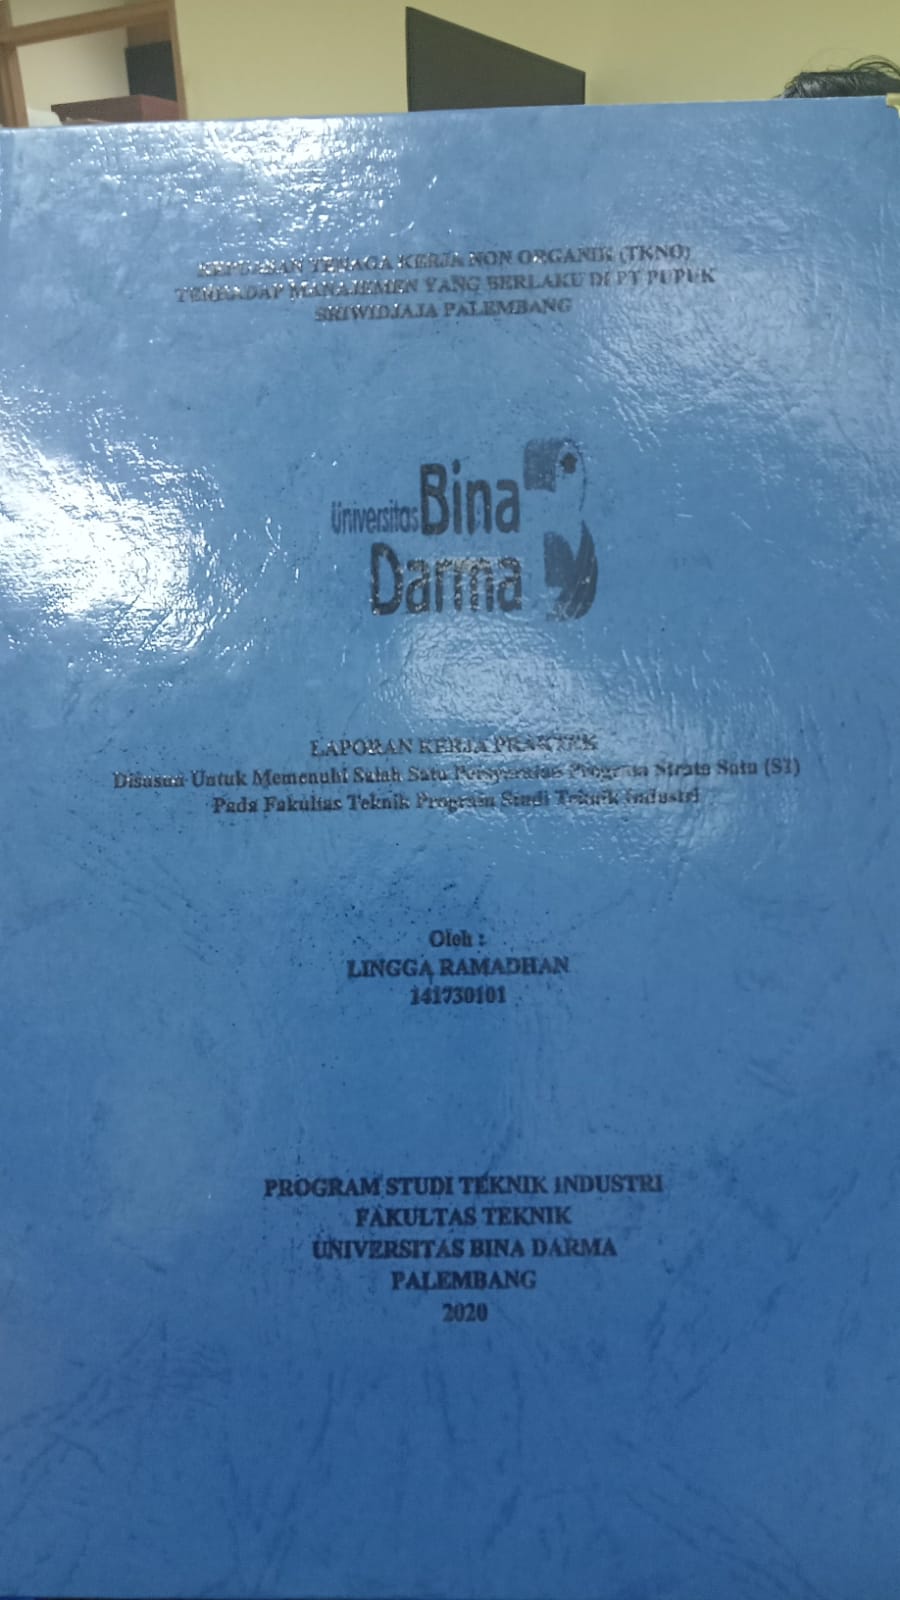 KEPUASAN TENAGA KERJA NON ORGANIK (TKNO)
TERHADAP MANAJEMEN YANG BERLAKU DI PT PUPUK
SRIWIDJAJA PALEMBANG
Universitas Bina
Darma
LAPORAN KERJA PRAKTEK
Disusun Untuk Memenuhi Salah Satu Persyaratan Program Strata Satu (S1)
Pada Fakultas Teknik Program Studi Teknik Industri
Oleh :
LINGGA RAMADHAN
141730101
PROGRAM STUDI TEKNIK INDUSTRI
FAKULTAS TEKNIK
UNIVERSITAS BINA DARMA
PALEMBANG
2020